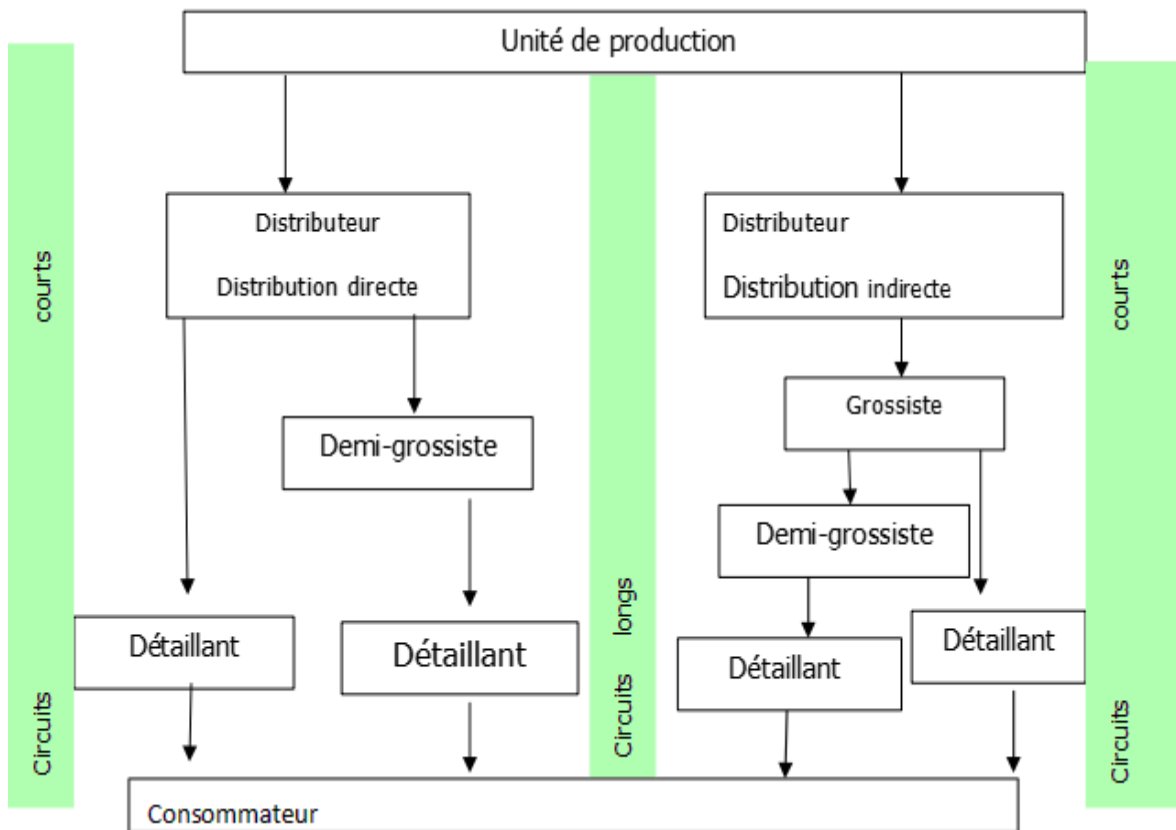 Unité de production
Distributeur
Distribution directe
Distributeur
Distribution indirecte
Grossiste
Demi-grossiste
Demi-grossiste
Détaillant
Détaillant
Détaillant
Détaillant
Consommateur
Circuits courts
Circuits longs
Circuits courts